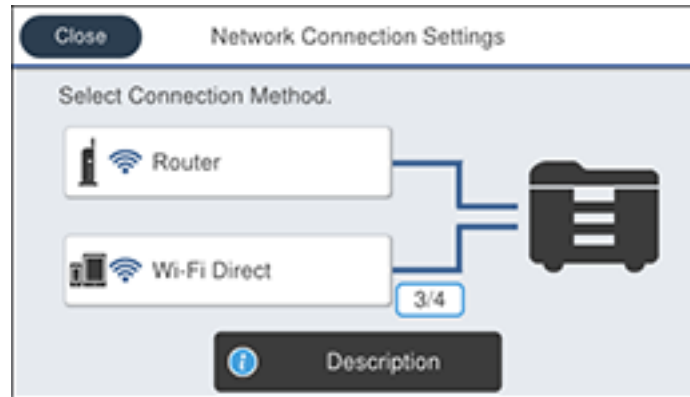 Close
Network Connection Settings
Select Connection Method.
Router
Wi-Fi Direct
3/4
Description